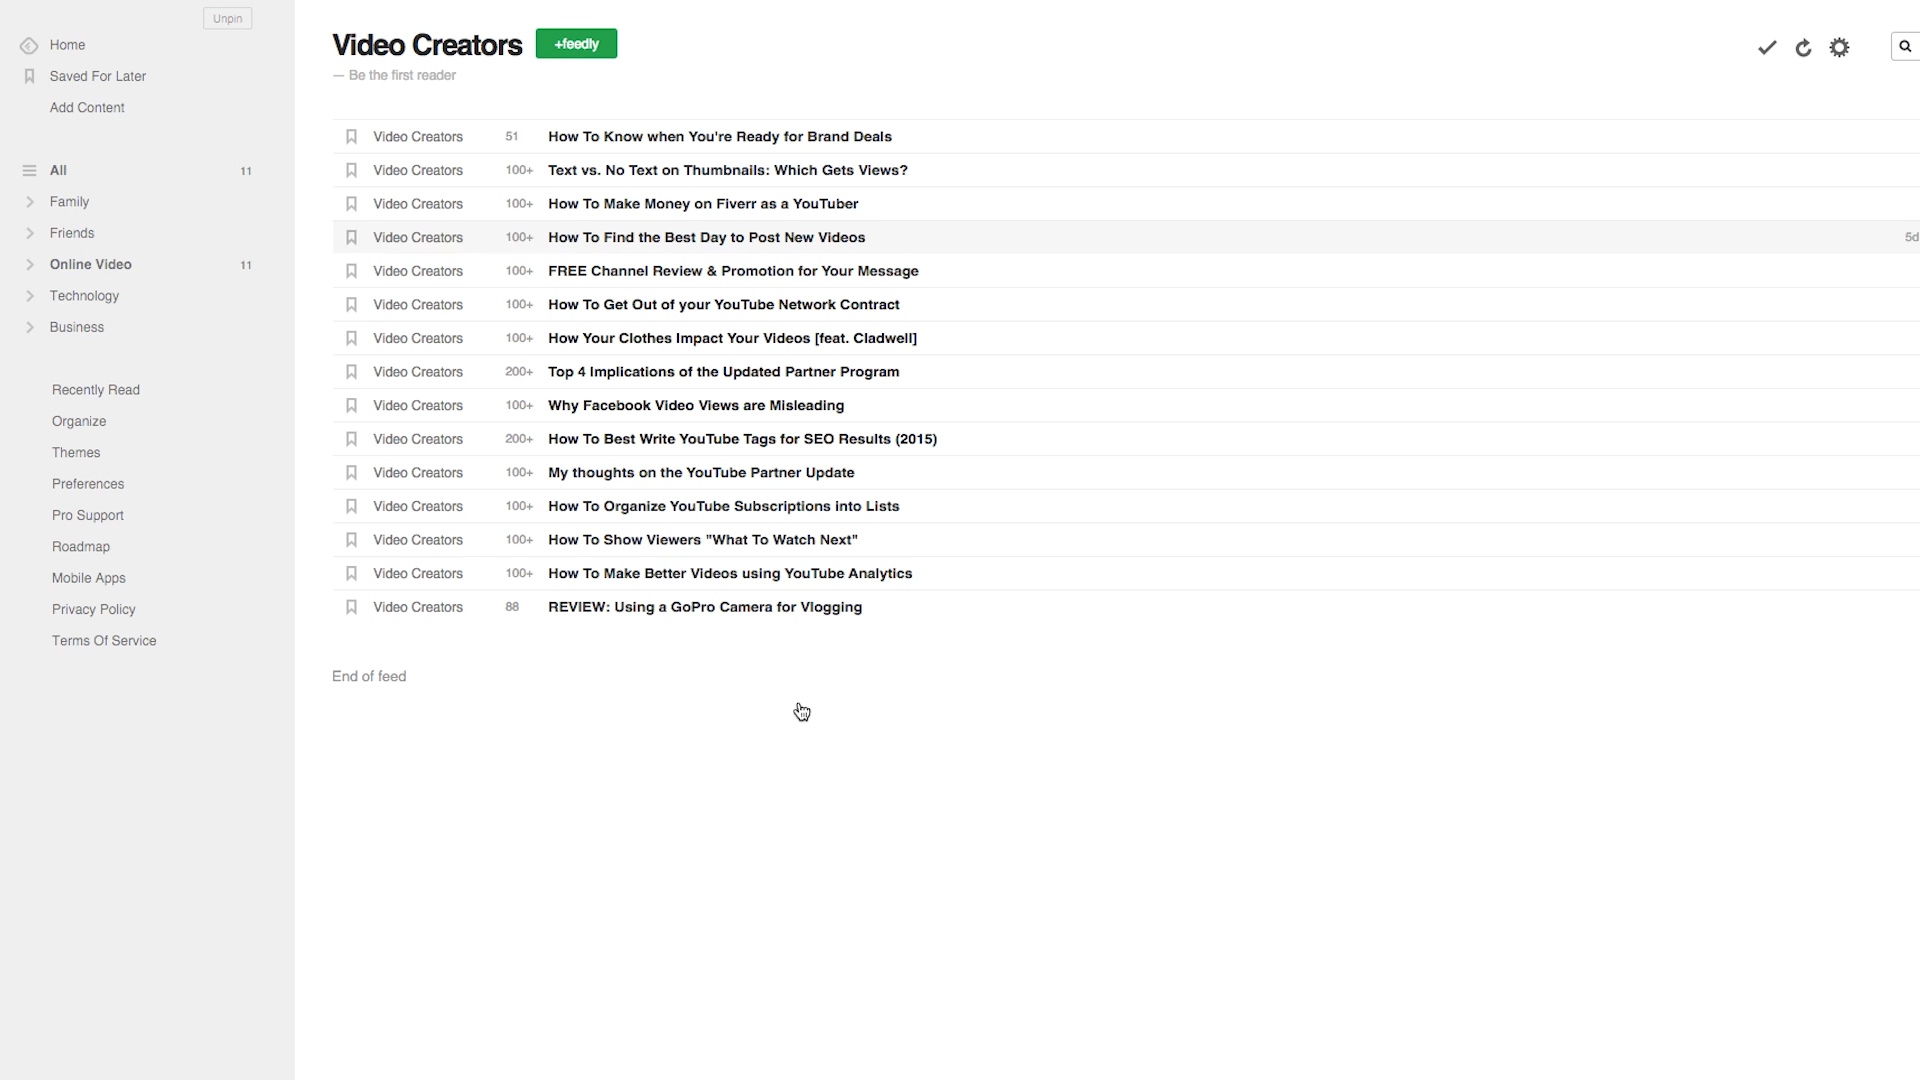 Unpin
Home
Saved For Later
Add Content
All 11
Family
Friends
Online Video 11
Technology
Business
Recently Read
Organize
Themes
Preferences
Pro Support
Roadmap
Mobile Apps
Privacy Policy
Terms Of Service
Video Creators +feedly
— Be the first reader
Video Creators 51 How To Know when You're Ready for Brand Deals
Video Creators 100+ Text vs. No Text on Thumbnails: Which Gets Views?
Video Creators 100+ How To Make Money on Fiverr as a YouTuber
Video Creators 100+ How To Find the Best Day to Post New Videos 5d
Video Creators 100+ FREE Channel Review & Promotion for Your Message
Video Creators 100+ How To Get Out of your YouTube Network Contract
Video Creators 100+ How Your Clothes Impact Your Videos [feat. Cladwell]
Video Creators 200+ Top 4 Implications of the Updated Partner Program
Video Creators 100+ Why Facebook Video Views are Misleading
Video Creators 200+ How To Best Write YouTube Tags for SEO Results (2015)
Video Creators 100+ My thoughts on the YouTube Partner Update
Video Creators 100+ How To Organize YouTube Subscriptions into Lists
Video Creators 100+ How To Show Viewers "What To Watch Next"
Video Creators 100+ How To Make Better Videos using YouTube Analytics
Video Creators 88 REVIEW: Using a GoPro Camera for Vlogging
End of feed